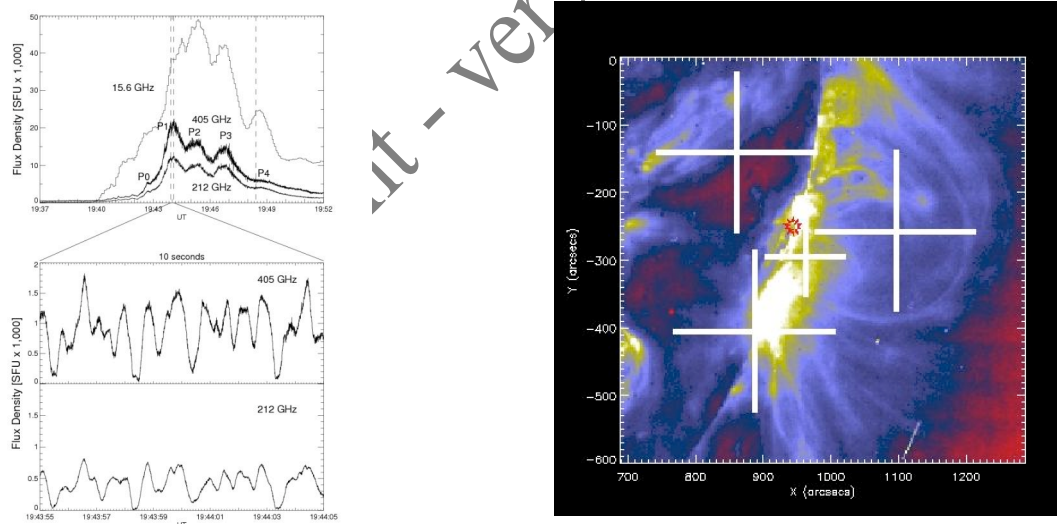 50
40
30
20
10
0
Flux Density [SFU x 1,000]
15.6 GHz
405 GHz
P1
P2
P3
P0
P4
212 GHz
19:37
19:40
19:43
19:46
19:49
19:52
UT
10 seconds
2
1.5
1
0.5
0
405 GHz
Flux Density [SFU x 1,000]
1.5
1
0.5
0
212 GHz
19:43:55
19:43:57
19:43:59
19:44:01
19:44:03
19:44:05
0
-100
-200
-300
-400
-500
-600
Y (arcsecs)
700
800
900
1000
1100
1200
X (arcsecs)